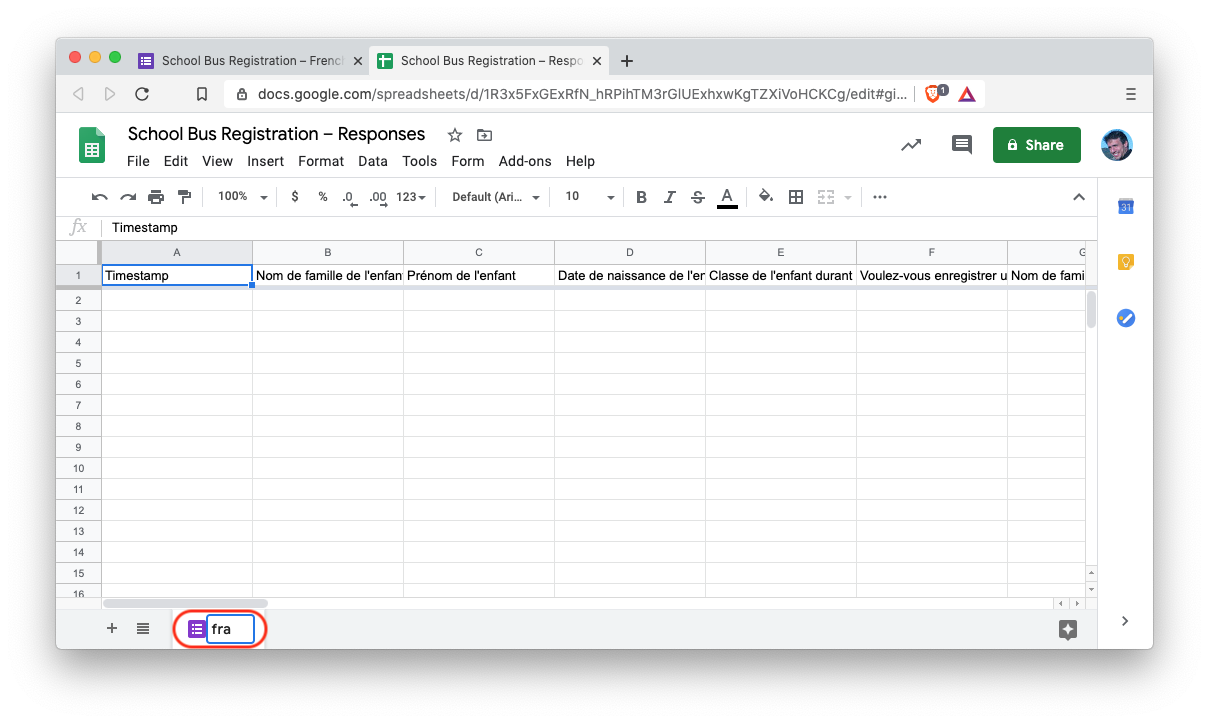 School Bus Registration – French
School Bus Registration – Respo
docs.google.com/spreadsheets/d/1R3x5FxGExRfN_hRPihTM3rGlUExhxwKgTZXiVoHCKCg/edit#gi... 1
School Bus Registration – Responses
File Edit View Insert Format Data Tools Form Add-ons Help
Share
100% $ % .0 .00 123 Default (Ari... 10 B I S A
31
fx Timestamp
A B C D E F G
1 Timestamp Nom de famille de l'enfan Prénom de l'enfant Date de naissance de l'en Classe de l'enfant durant Voulez-vous enregistrer u Nom de fami
2
3
4
5
6
7
8
9
10
11
12
13
14
15
16
fra